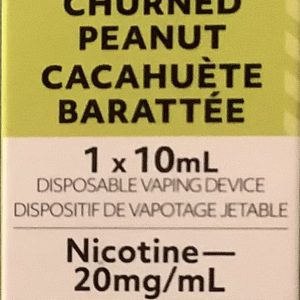 CHURNED
PEANUT
CACAHUÈTE
BARATTÉE
1 x 10mL
DISPOSABLE VAPING DEVICE
DISPOSITIF DE VAPOTAGE JETABLE
Nicotine—
20mg/mL